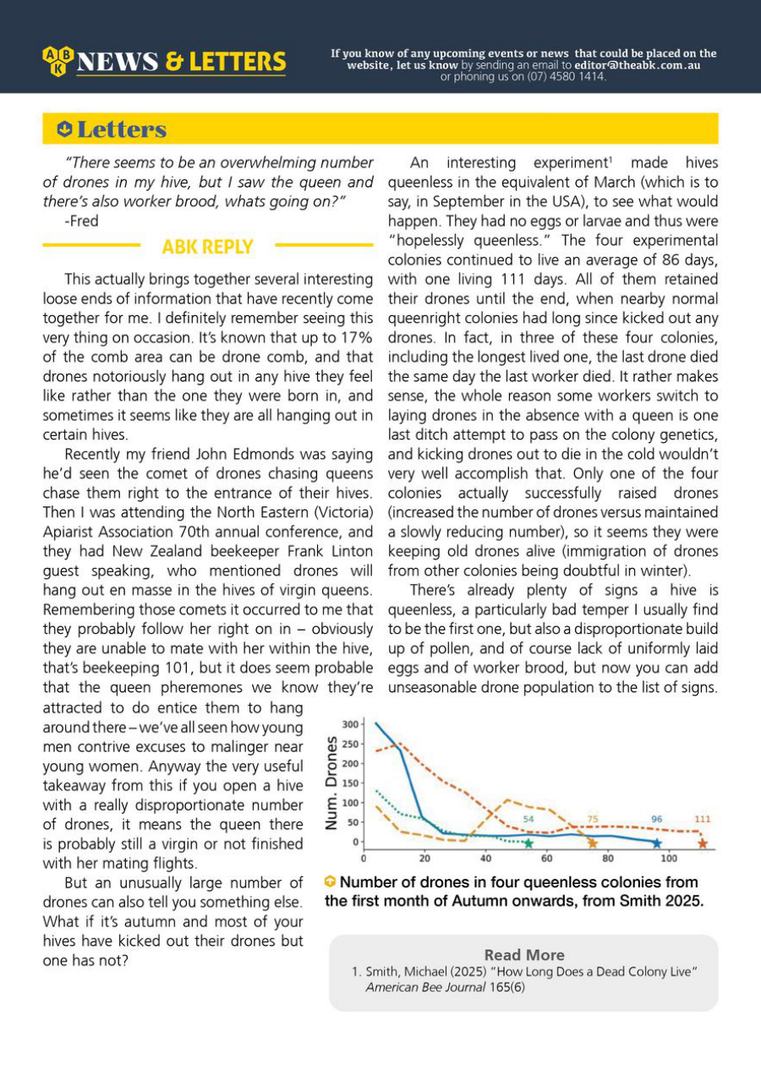 A B K
NEWS & LETTERS
If you know of any upcoming events or news that could be placed on the
website, let us know by sending an email to editor@theabk.com.au
or phoning us on (07) 4580 1414.
Letters
“There seems to be an overwhelming number
of drones in my hive, but I saw the queen and
there’s also worker brood, whats going on?”
-Fred
ABK REPLY
This actually brings together several interesting
loose ends of information that have recently come
together for me. I definitely remember seeing this
very thing on occasion. It’s known that up to 17%
of the comb area can be drone comb, and that
drones notoriously hang out in any hive they feel
like rather than the one they were born in, and
sometimes it seems like they are all hanging out in
certain hives.
Recently my friend John Edmonds was saying
he’d seen the comet of drones chasing queens
chase them right to the entrance of their hives.
Then I was attending the North Eastern (Victoria)
Apiarist Association 70th annual conference, and
they had New Zealand beekeeper Frank Linton
guest speaking, who mentioned drones will
hang out en masse in the hives of virgin queens.
Remembering those comets it occurred to me that
they probably follow her right on in – obviously
they are unable to mate with her within the hive,
that’s beekeeping 101, but it does seem probable
that the queen pheromones we know they’re
attracted to do entice them to hang
around there – we’ve all seen how young
men contrive excuses to malinger near
young women. Anyway the very useful
takeaway from this if you open a hive
with a really disproportionate number
of drones, it means the queen there
is probably still a virgin or not finished
with her mating flights.
But an unusually large number of
drones can also tell you something else.
What if it’s autumn and most of your
hives have kicked out their drones but
one has not?
An interesting experiment¹ made hives
queenless in the equivalent of March (which is to
say, in September in the USA), to see what would
happen. They had no eggs or larvae and thus were
“hopelessly queenless.” The four experimental
colonies continued to live an average of 86 days,
with one living 111 days. All of them retained
their drones until the end, when nearby normal
queenright colonies had long since kicked out any
drones. In fact, in three of these four colonies,
including the longest lived one, the last drone died
the same day the last worker died. It rather makes
sense, the whole reason some workers switch to
laying drones in the absence with a queen is one
last ditch attempt to pass on the colony genetics,
and kicking drones out to die in the cold wouldn’t
very well accomplish that. Only one of the four
colonies actually successfully raised drones
(increased the number of drones versus maintained
a slowly reducing number), so it seems they were
keeping old drones alive (immigration of drones
from other colonies being doubtful in winter).
There’s already plenty of signs a hive is
queenless, a particularly bad temper I usually find
to be the first one, but also a disproportionate build
up of pollen, and of course lack of uniformly laid
eggs and of worker brood, but now you can add
unseasonable drone population to the list of signs.
Num. Drones
300
250
200
150
100
50
0
54 75 96 111
0 20 40 60 80 100
Number of drones in four queenless colonies from
the first month of Autumn onwards, from Smith 2025.
Read More
1. Smith, Michael (2025) “How Long Does a Dead Colony Live”
American Bee Journal 165(6)